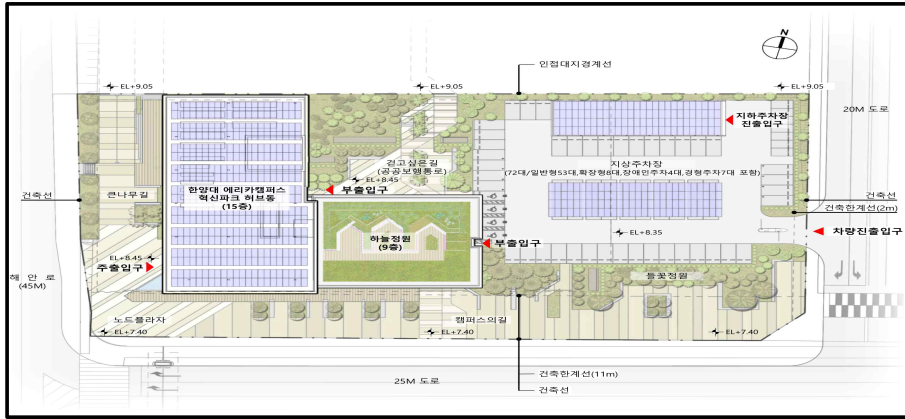 N
EL+9.05
EL+9.05
EL+9.05
인접대지경계선
20M 도로
지하주차장
진출입구
걷고싶은길
(공공보행통로)
EL+8.45
지상주차장
(72대/일반형53대,확장형8대,장애인주차4대,경형주차7대 포함)
한양대 에리카캠퍼스
혁신파크 허브동
(15층)
부출입구
큰나무길
건축선
건축선
건축한계선(2m)
차량진출입구
하늘정원
(9층)
부출입구
EL+8.35
EL+8.45
주출입구
해안로
(45M)
들꽃정원
노드플라자
캠퍼스의길
EL+7.40
EL+7.40
EL+7.40
건축한계선(11m)
25M 도로
건축선